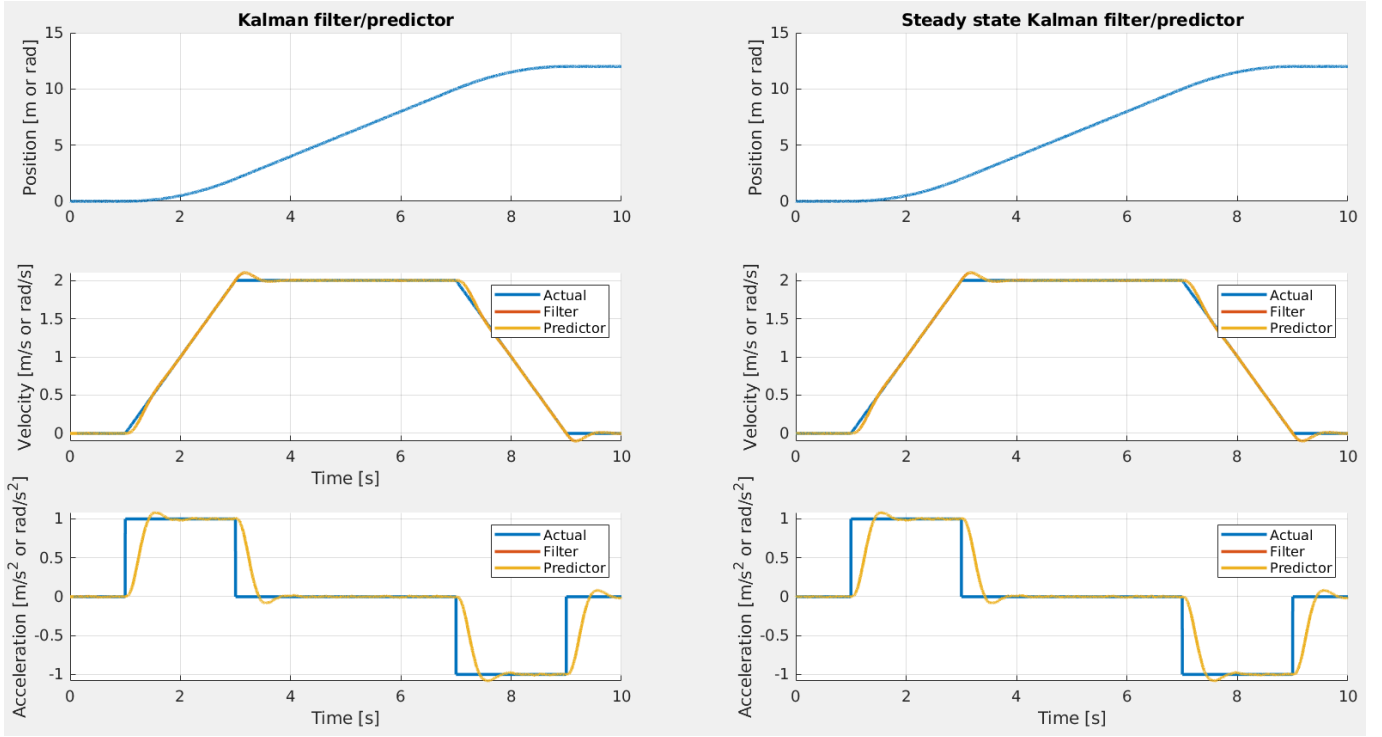 Kalman filter/predictor
Position [m or rad]
15
10
5
0
0 2 4 6 8 10
Velocity [m/s or rad/s]
2
1.5
1
0.5
0
Actual
Filter
Predictor
0 2 4 6 8 10
Time [s]
Acceleration [m/s² or rad/s²]
1
0.5
0
-0.5
-1
Actual
Filter
Predictor
0 2 4 6 8 10
Time [s]
Steady state Kalman filter/predictor
Position [m or rad]
15
10
5
0
0 2 4 6 8 10
Velocity [m/s or rad/s]
2
1.5
1
0.5
0
Actual
Filter
Predictor
0 2 4 6 8 10
Acceleration [m/s² or rad/s²]
1
0.5
0
-0.5
-1
Actual
Filter
Predictor
0 2 4 6 8 10
Time [s]